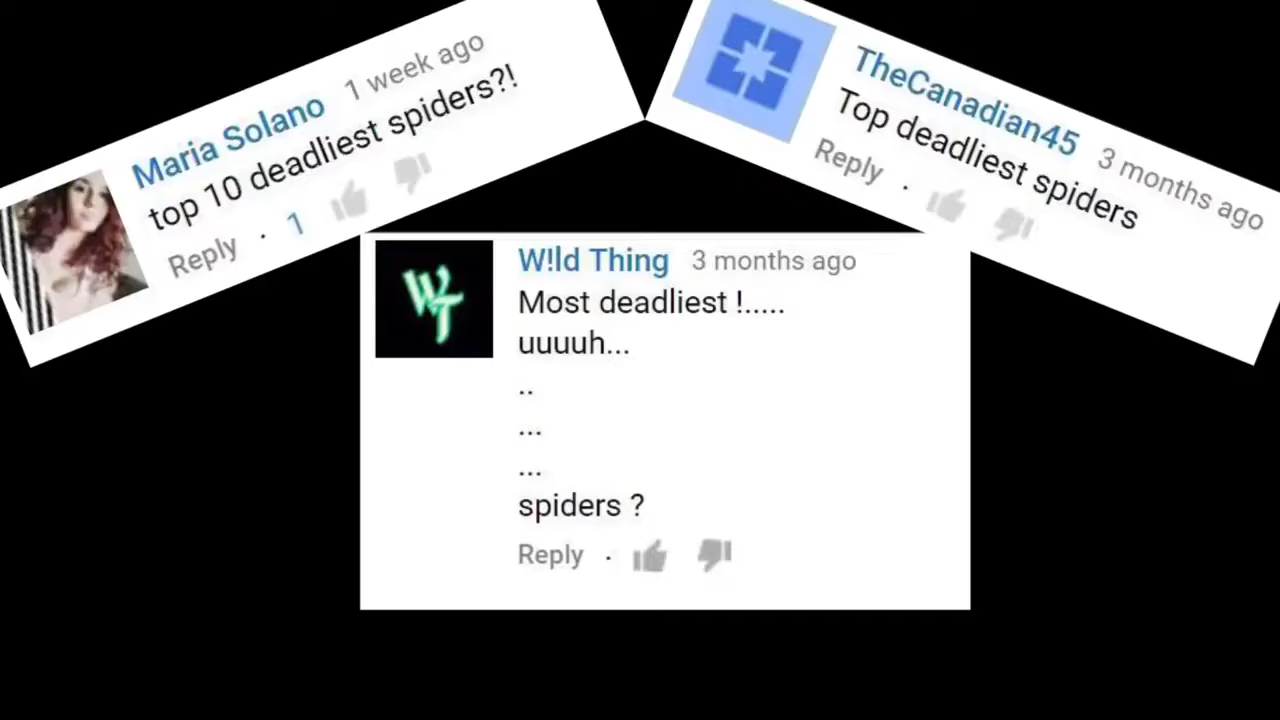 Maria Solano 1 week ago
top 10 deadliest spiders?!
Reply · 1
TheCanadian45 3 months ago
Top deadliest spiders
Reply ·
WT
W!ld Thing 3 months ago
Most deadliest !.....
uuuuh...
..
...
...
spiders ?
Reply ·